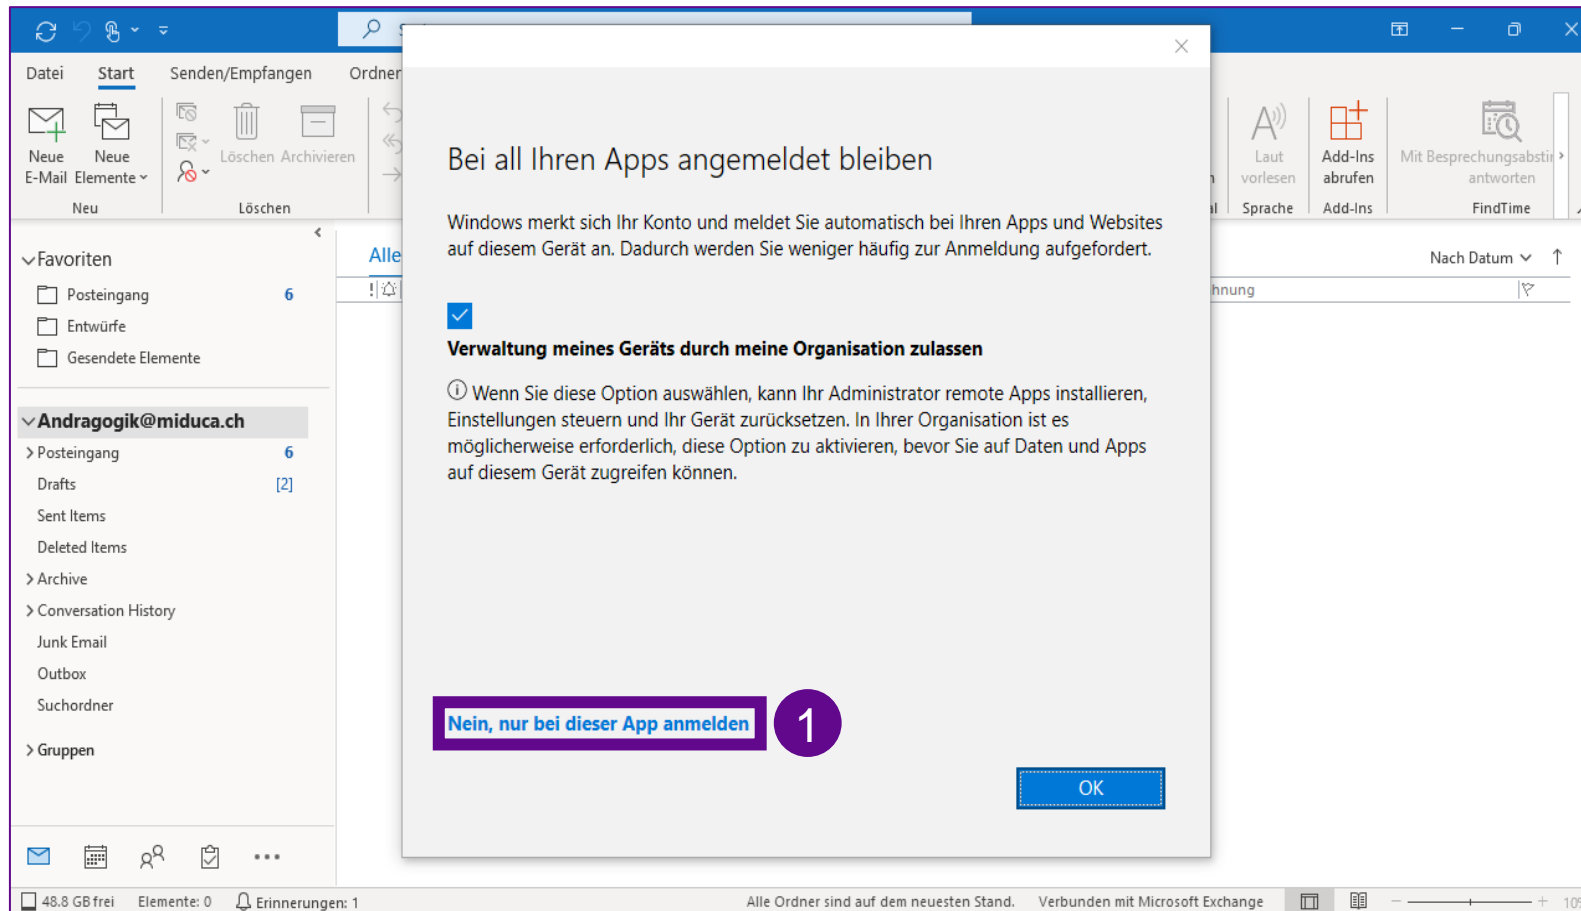 Datei Start Senden/Empfangen Ordner
Neue E-Mail
Neue Elemente
Löschen Archivieren
Laut vorlesen
Add-Ins abrufen
antworten
Neu Löschen Sprache Add-Ins FindTime
Favoriten
Posteingang 6
Entwürfe
Gesendete Elemente
Andragogik@miduca.ch
Posteingang 6
Drafts [2]
Sent Items
Deleted Items
Archive
Conversation History
Junk Email
Outbox
Suchordner
Gruppen
Alle
Nach Datum
Bei all Ihren Apps angemeldet bleiben
Windows merkt sich Ihr Konto und meldet Sie automatisch bei Ihren Apps und Websites
auf diesem Gerät an. Dadurch werden Sie weniger häufig zur Anmeldung aufgefordert.
Verwaltung meines Geräts durch meine Organisation zulassen
Wenn Sie diese Option auswählen, kann Ihr Administrator remote Apps installieren,
Einstellungen steuern und Ihr Gerät zurücksetzen. In Ihrer Organisation ist es
möglicherweise erforderlich, diese Option zu aktivieren, bevor Sie auf Daten und Apps
auf diesem Gerät zugreifen können.
Nein, nur bei dieser App anmelden
1
OK
48.8 GB frei Elemente: 0 Erinnerungen: 1 Alle Ordner sind auf dem neuesten Stand. Verbunden mit Microsoft Exchange